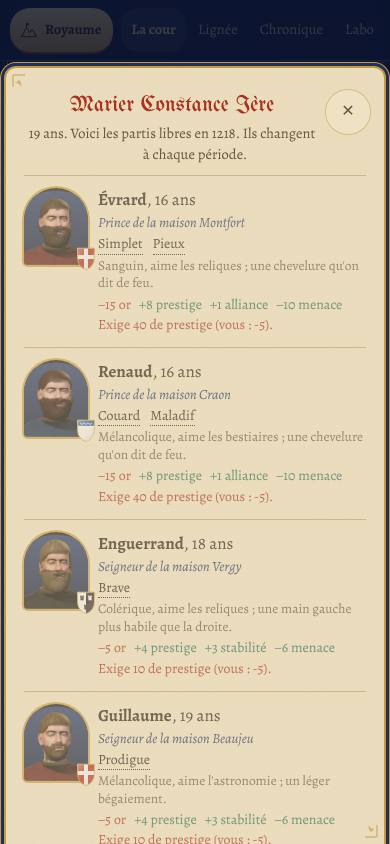 Royaume
La cour
Lignée
Chronique
Labo
Marier Constance Ière
19 ans. Voici les partis libres en 1218. Ils changent
à chaque période.
×
Évrard, 16 ans
Prince de la maison Montfort
Simplet Pieux
Sanguin, aime les reliques ; une chevelure qu'on
dit de feu.
−15 or +8 prestige +1 alliance −10 menace
Exige 40 de prestige (vous : -5).
Renaud, 16 ans
Prince de la maison Craon
Couard Maladif
Mélancolique, aime les bestiaires ; une chevelure
qu'on dit de feu.
−15 or +8 prestige +1 alliance −10 menace
Exige 40 de prestige (vous : -5).
Enguerrand, 18 ans
Seigneur de la maison Vergy
Brave
Colérique, aime les reliques ; une main gauche
plus habile que la droite.
−5 or +4 prestige +3 stabilité −6 menace
Exige 10 de prestige (vous : -5).
Guillaume, 19 ans
Seigneur de la maison Beaujeu
Prodigue
Mélancolique, aime l'astronomie ; un léger
bégaiement.
−5 or +4 prestige +3 stabilité −6 menace
Exige 10 de prestige (vous : -5).